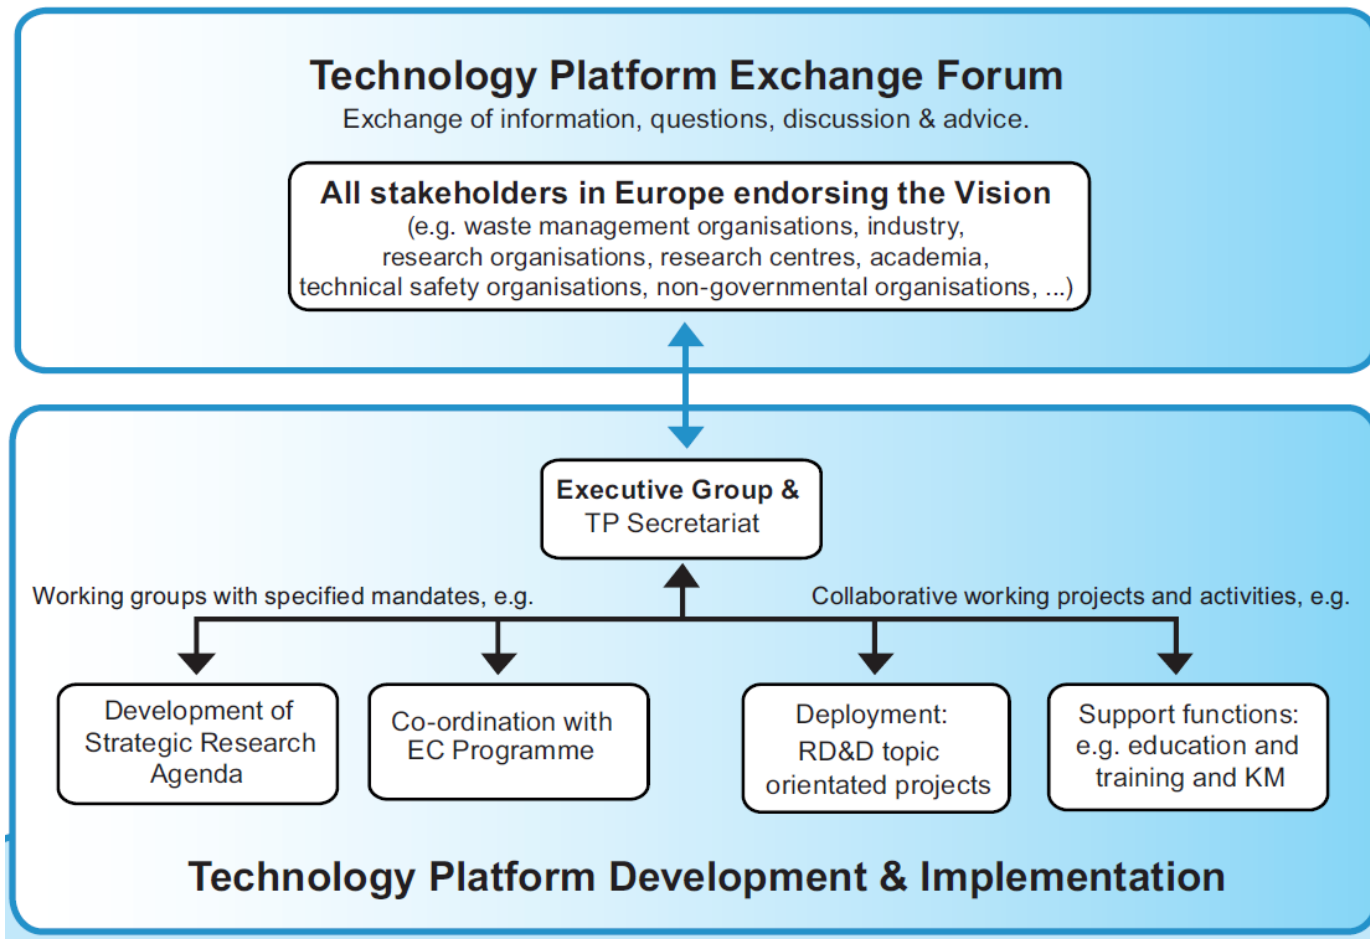 Technology Platform Exchange Forum
Exchange of information, questions, discussion & advice.
All stakeholders in Europe endorsing the Vision
(e.g. waste management organisations, industry,
research organisations, research centres, academia,
technical safety organisations, non-governmental organisations, ...)
Executive Group &
TP Secretariat
Working groups with specified mandates, e.g.
Collaborative working projects and activities, e.g.
Development of
Strategic Research
Agenda
Co-ordination with
EC Programme
Deployment:
RD&D topic
orientated projects
Support functions:
e.g. education and
training and KM
Technology Platform Development & Implementation